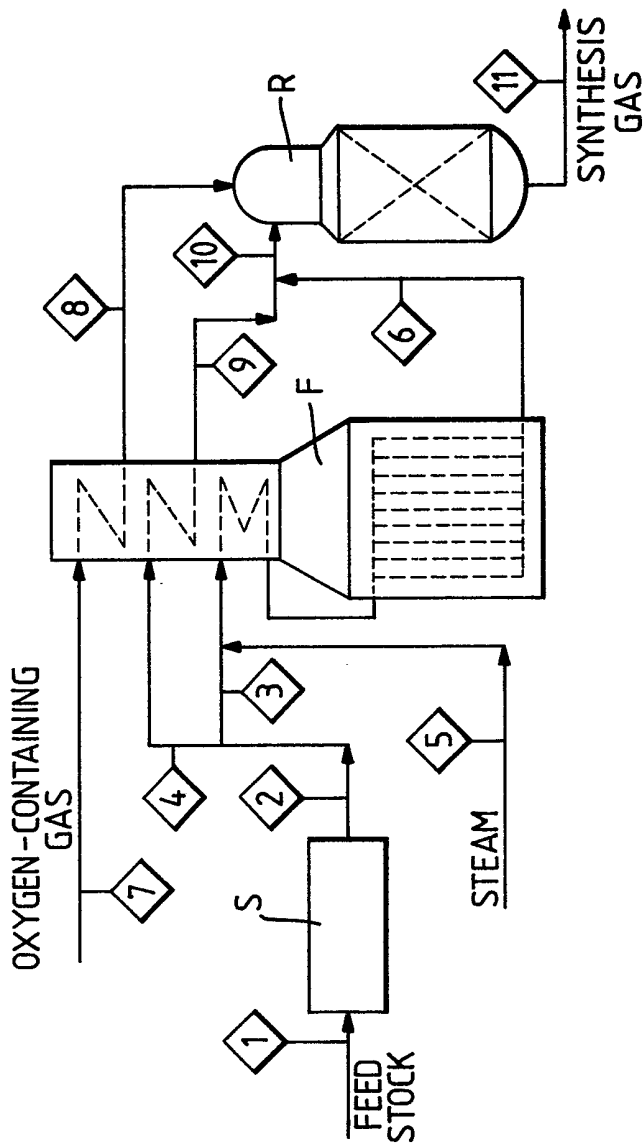 OXYGEN-CONTAINING
GAS
7
8
R
10
9
F
6
11
SYNTHESIS
GAS
4
3
2
5
S
1
FEED
STOCK
STEAM